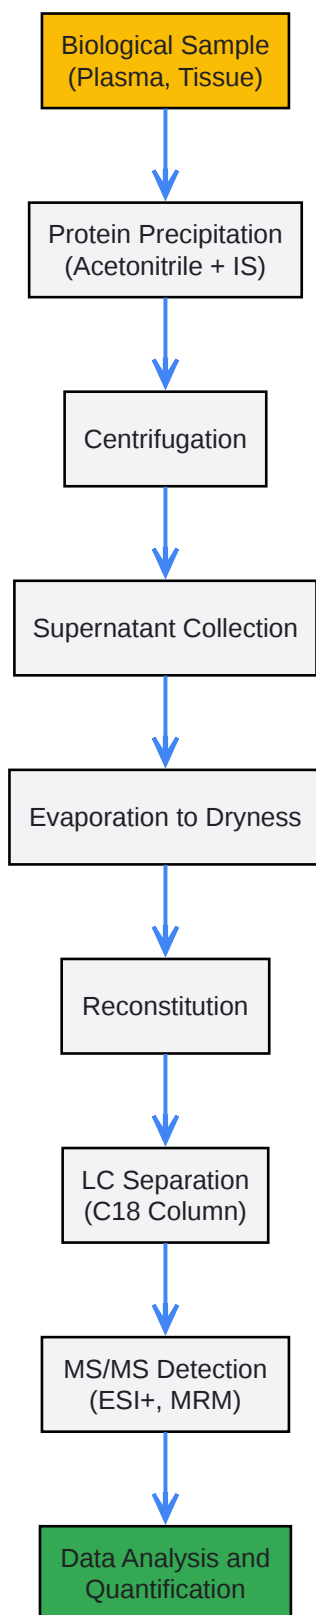 Biological Sample
(Plasma, Tissue)
Protein Precipitation
(Acetonitrile + IS)
Centrifugation
Supernatant Collection
Evaporation to Dryness
Reconstitution
LC Separation
(C18 Column)
MS/MS Detection
(ESI+, MRM)
Data Analysis and
Quantification